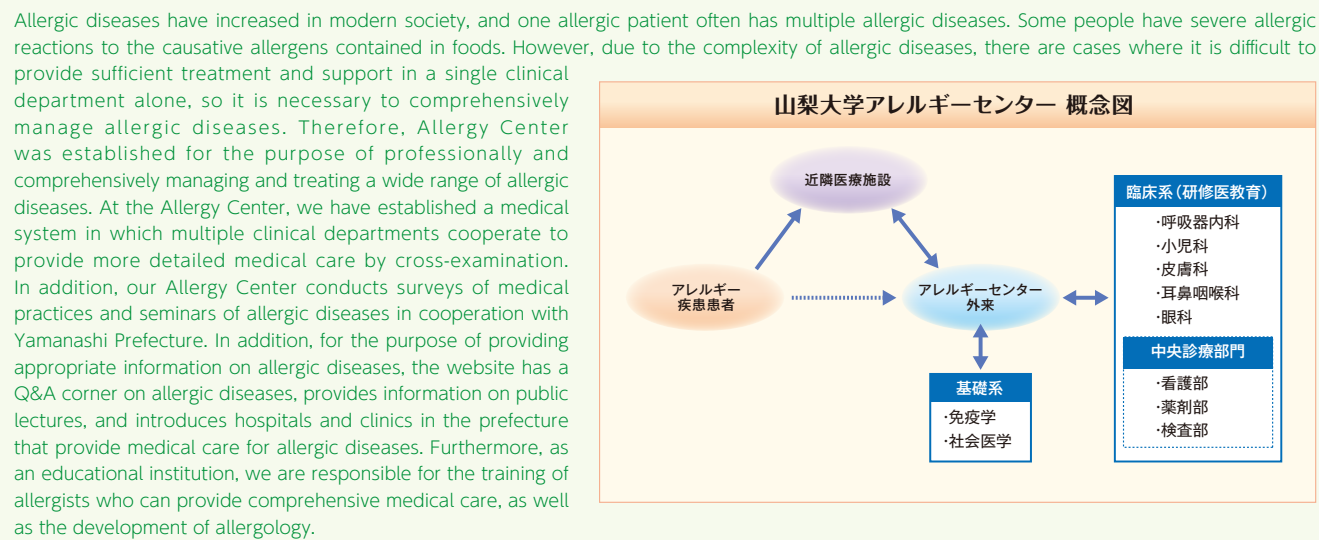 Allergic diseases have increased in modern society, and one allergic patient often has multiple allergic diseases. Some people have severe allergic
reactions to the causative allergens contained in foods. However, due to the complexity of allergic diseases, there are cases where it is difficult to
provide sufficient treatment and support in a single clinical
department alone, so it is necessary to comprehensively
manage allergic diseases. Therefore, Allergy Center
was established for the purpose of professionally and
comprehensively managing and treating a wide range of allergic
diseases. At the Allergy Center, we have established a medical
system in which multiple clinical departments cooperate to
provide more detailed medical care by cross-examination.
In addition, our Allergy Center conducts surveys of medical
practices and seminars of allergic diseases in cooperation with
Yamanashi Prefecture. In addition, for the purpose of providing
appropriate information on allergic diseases, the website has a
Q&A corner on allergic diseases, provides information on public
lectures, and introduces hospitals and clinics in the prefecture
that provide medical care for allergic diseases. Furthermore, as
an educational institution, we are responsible for the training of
allergists who can provide comprehensive medical care, as well
as the development of allergology.
山梨大学アレルギーセンター 概念図
近隣医療施設
アレルギー
疾患患者
アレルギーセンター
外来
基礎系
・免疫学
・社会医学
臨床系(研修医教育)
・呼吸器内科
・小児科
・皮膚科
・耳鼻咽喉科
・眼科
中央診療部門
・看護部
・薬剤部
・検査部